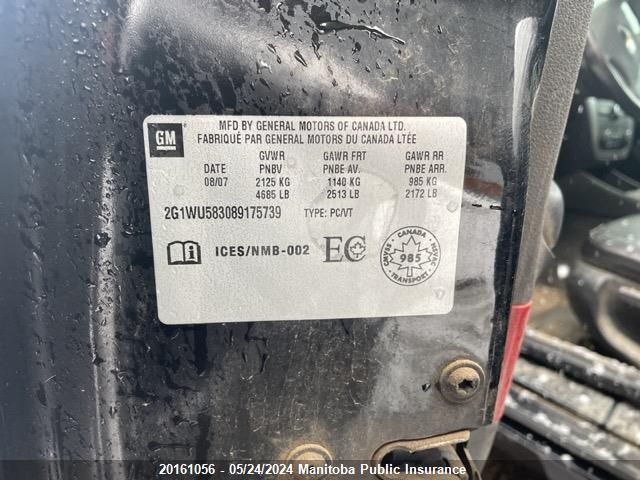 GM
MFD BY GENERAL MOTORS OF CANADA LTD.
FABRIQUÉ PAR GENERAL MOTORS DU CANADA LTÉE
GVWR GAWR FRT GAWR RR
DATE PNBV PNBE AV. PNBE ARR.
08/07 2125 KG 1140 KG 985 KG
4685 LB 2513 LB 2172 LB
2G1WU583089175739 TYPE: PC/VT
ICES/NMB-002 EC
CANADA
CMVSS 985 NSVAC
TRANSPORT
20161056 - 05/24/2024 Manitoba Public Insurance